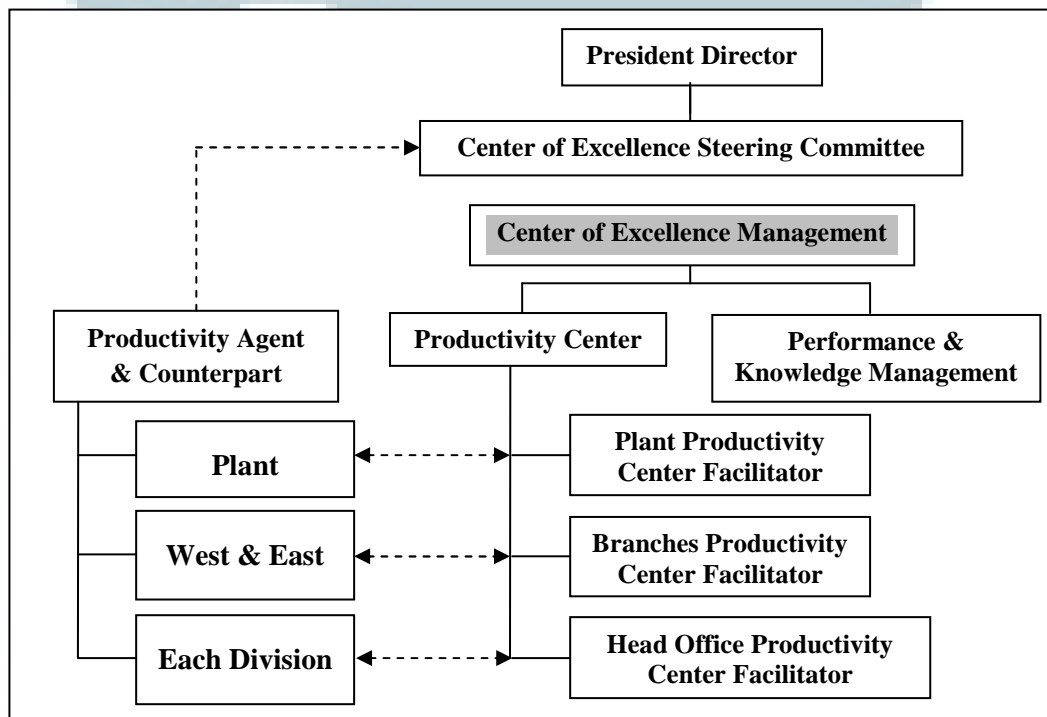 President Director
Center of Excellence Steering Committee
Center of Excellence Management
Productivity Agent
& Counterpart
Productivity Center
Performance &
Knowledge Management
Plant
Plant Productivity
Center Facilitator
West & East
Branches Productivity
Center Facilitator
Each Division
Head Office Productivity
Center Facilitator